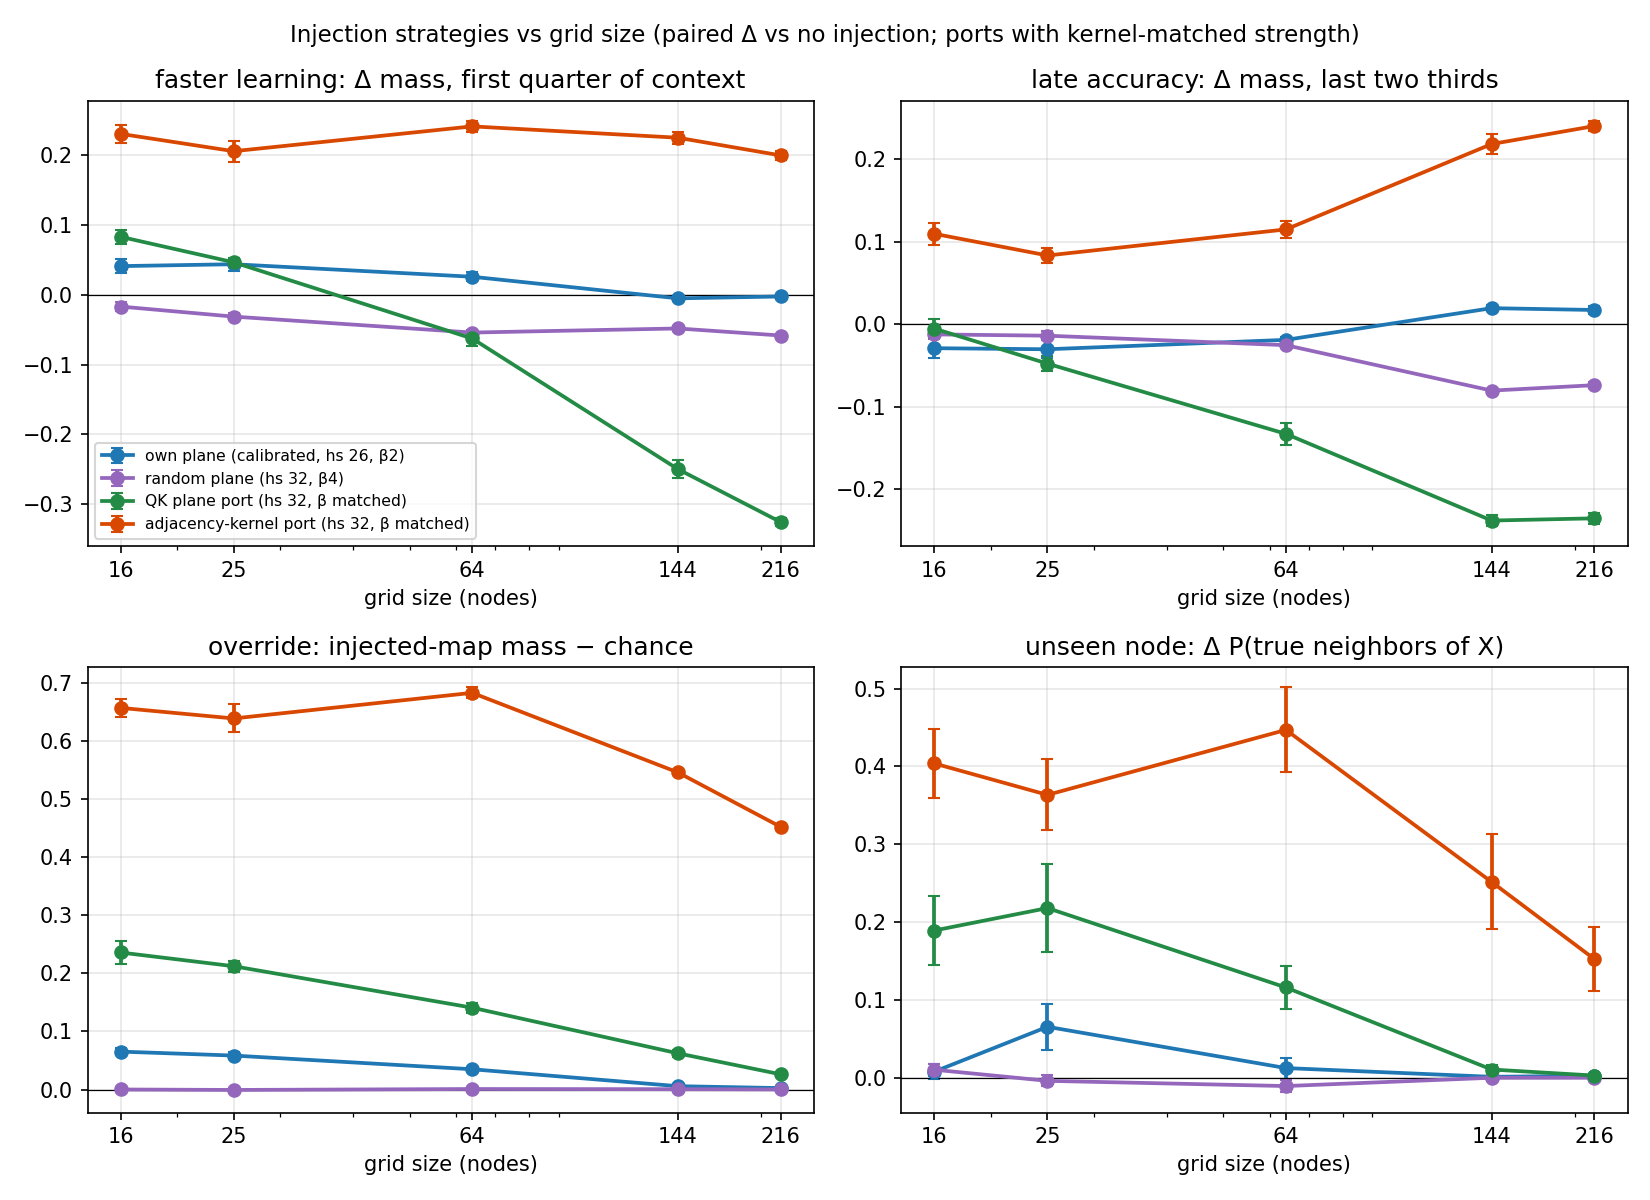 Injection strategies vs grid size (paired Δ vs no injection; ports with kernel-matched strength)
faster learning: Δ mass, first quarter of context
0.2
0.1
0.0
−0.1
−0.2
−0.3
own plane (calibrated, hs 26, β2)
random plane (hs 32, β4)
QK plane port (hs 32, β matched)
adjacency-kernel port (hs 32, β matched)
16 25 64 144 216
grid size (nodes)
late accuracy: Δ mass, last two thirds
0.2
0.1
0.0
−0.1
−0.2
16 25 64 144 216
grid size (nodes)
override: injected-map mass − chance
0.7
0.6
0.5
0.4
0.3
0.2
0.1
0.0
16 25 64 144 216
grid size (nodes)
unseen node: Δ P(true neighbors of X)
0.5
0.4
0.3
0.2
0.1
0.0
16 25 64 144 216
grid size (nodes)